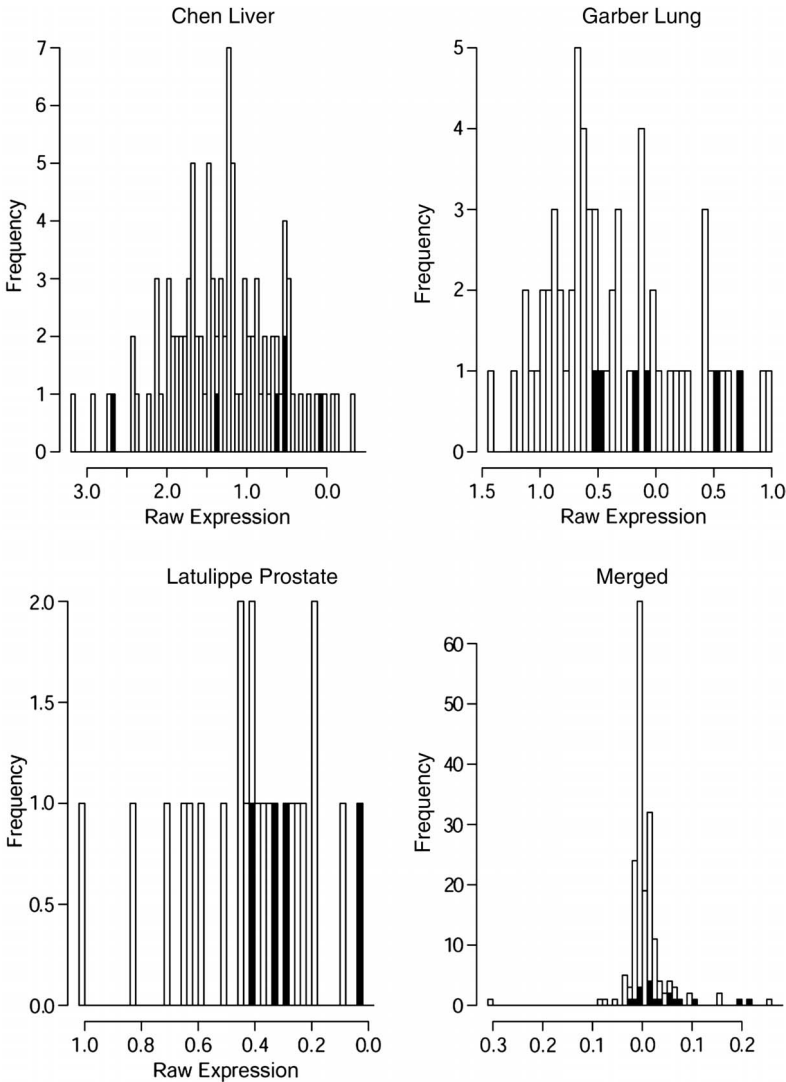 Chen Liver
Frequency
7
6
5
4
3
2
1
0
3.0 2.0 1.0 0.0
Raw Expression
Garber Lung
Frequency
5
4
3
2
1
0
1.5 1.0 0.5 0.0 0.5 1.0
Raw Expression
Latulippe Prostate
Frequency
2.0
1.5
1.0
0.5
0.0
1.0 0.8 0.6 0.4 0.2 0.0
Raw Expression
Merged
Frequency
60
50
40
30
20
10
0
0.3 0.2 0.1 0.0 0.1 0.2